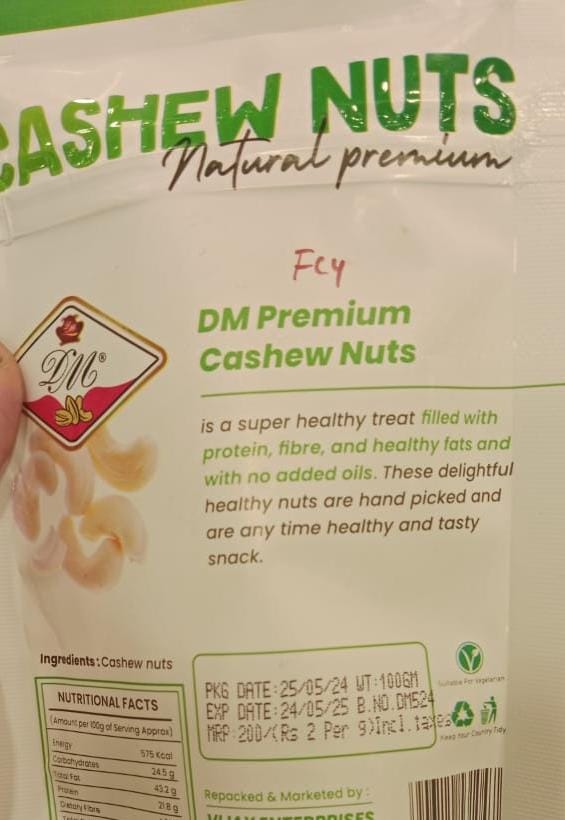 CASHEW NUTS
Natural premium
Fcy
DM Premium
Cashew Nuts
DM®
is a super healthy treat filled with
protein, fibre, and healthy fats and
with no added oils. These delightful
healthy nuts are hand picked and
are any time healthy and tasty
snack.
Ingredients: Cashew nuts
NUTRITIONAL FACTS
(Amount per 100g of Serving Approx)
Energy 575 Kcal
Carbohydrates 24.5 g
Total Fat 43.2 g
Protein 21.8 g
Dietary Fibre
PKG DATE:25/05/24 WT:100GM
EXP DATE:24/05/25 B.NO.DM524
MRP:200/(Rs 2 Per g)Incl.taxes
Suitable For Vegetarian
Keep Your Country Tidy
Repacked & Marketed by:
VIJAY ENTERPRISES